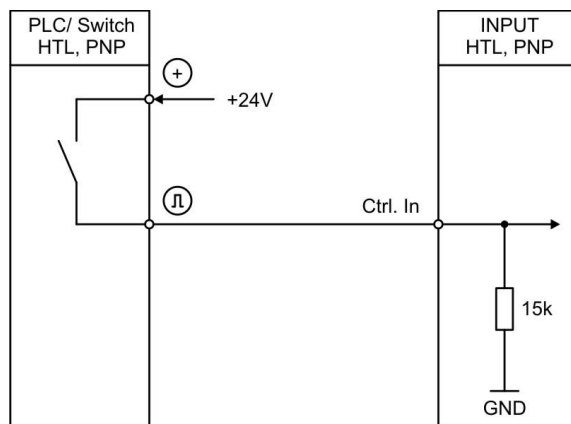 PLC/ Switch
HTL, PNP
INPUT
HTL, PNP
+
+24V
Ctrl. In
15k
GND